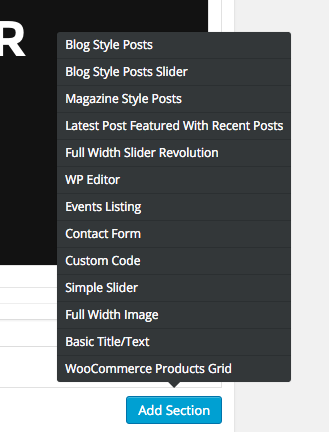 R
Blog Style Posts
Blog Style Posts Slider
Magazine Style Posts
Latest Post Featured With Recent Posts
Full Width Slider Revolution
WP Editor
Events Listing
Contact Form
Custom Code
Simple Slider
Full Width Image
Basic Title/Text
WooCommerce Products Grid
Add Section